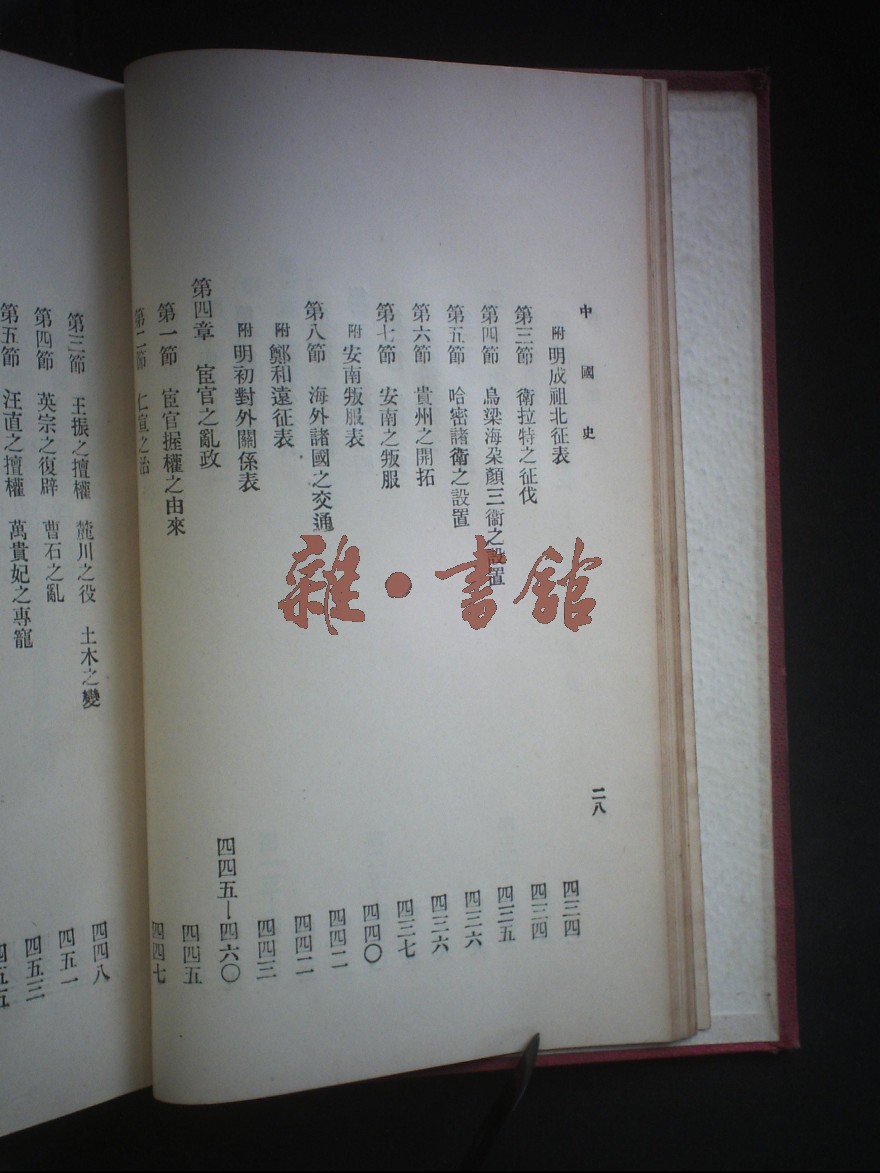 中國史
二八
附 明成祖北征表 四三四
第三節 衛拉特之征伐 四三四
第四節 烏梁海朶顏三衞之設置 四三五
第五節 哈密諸衛之設置 四三六
第六節 貴州之開拓 四三六
第七節 安南之叛服 四三七
附 安南叛服表 四四〇
第八節 海外諸國之交通 四四二
附 鄭和遠征表 四四二
附 明初對外關係表 四四三
第四章 宦官之亂政 四四五—四六〇
第一節 宦官握權之由來 四四五
第二節 仁宣之治 四四七
第三節 王振之擅權 麓川之役 土木之變 四四八
第四節 英宗之復辟 曹石之亂 四五一
第五節 汪直之擅權 萬貴妃之專寵 四五三
四五五
雜·書館